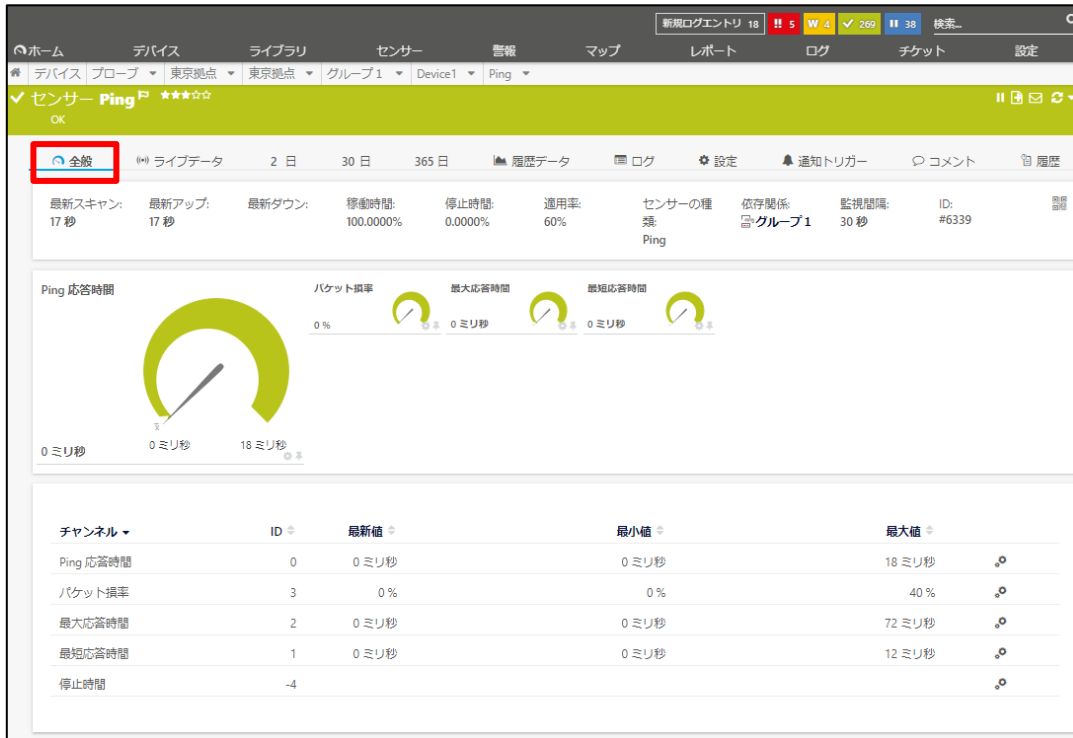 新規ログエントリ 18 !! 5 W 4 269 38 検索...
ホーム デバイス ライブラリ センサー 警報 マップ レポート ログ チケット 設定
デバイス プローブ 東京拠点 東京拠点 グループ 1 Device1 Ping
センサー Ping
OK
全般 ライブデータ 2 日 30 日 365 日 履歴データ ログ 設定 通知トリガー コメント 履歴
最新スキャン: 最新アップ: 最新ダウン: 稼働時間: 停止時間: 適用率: センサーの種類: 依存関係: 監視間隔: ID:
17 秒 17 秒 100.0000% 0.0000% 60% Ping グループ 1 30 秒 #6339
Ping 応答時間 パケット損率 最大応答時間 最短応答時間
0 % 0 ミリ秒 0 ミリ秒
0 ミリ秒 0 ミリ秒 18 ミリ秒
チャンネル ID 最新値 最小値 最大値
Ping 応答時間 0 0 ミリ秒 0 ミリ秒 18 ミリ秒
パケット損率 3 0 % 0 % 40 %
最大応答時間 2 0 ミリ秒 0 ミリ秒 72 ミリ秒
最短応答時間 1 0 ミリ秒 0 ミリ秒 12 ミリ秒
停止時間 -4